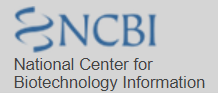 NCBI
National Center for
Biotechnology Information